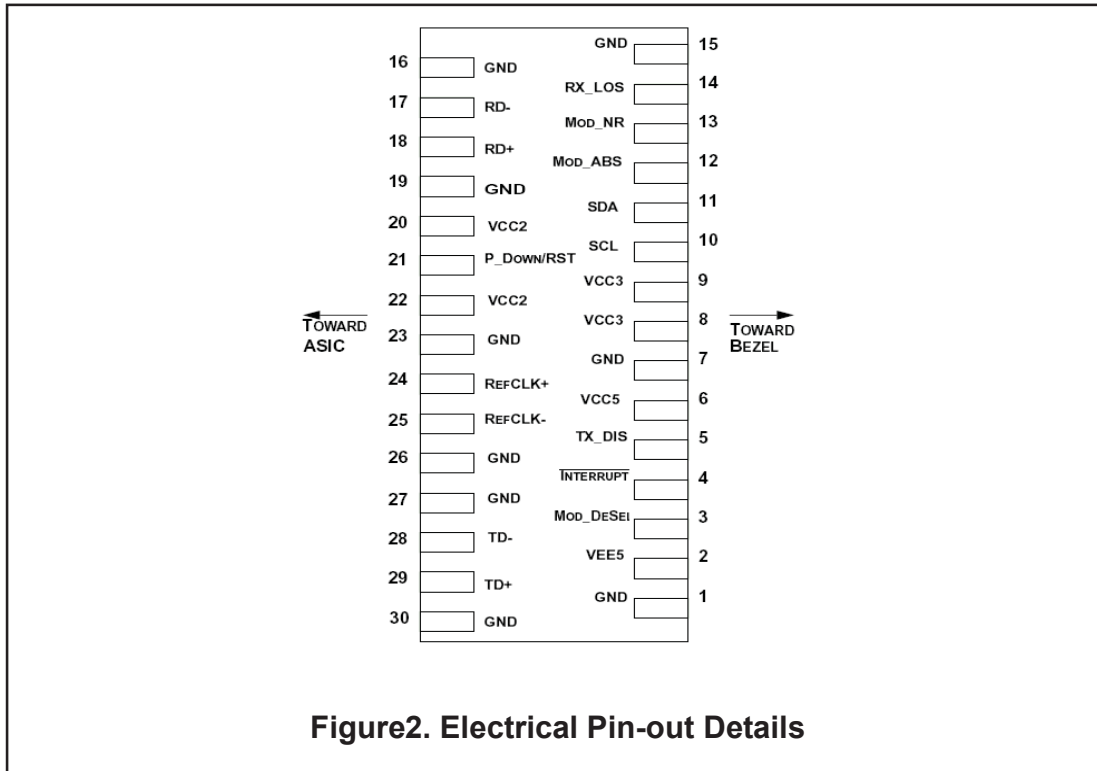 GND 15
16 GND
RX_LOS 14
17 RD-
MOD_NR 13
18 RD+
MOD_ABS 12
19 GND
SDA 11
20 VCC2
SCL 10
21 P_DOWN/RST
VCC3 9
22 VCC2
VCC3 8
TOWARD ASIC
TOWARD BEZEL
23 GND
GND 7
24 REFCLK+
VCC5 6
25 REFCLK-
TX_DIS 5
26 GND
INTERRUPT 4
27 GND
MOD_DESEL 3
28 TD-
VEE5 2
29 TD+
GND 1
30 GND
Figure2. Electrical Pin-out Details